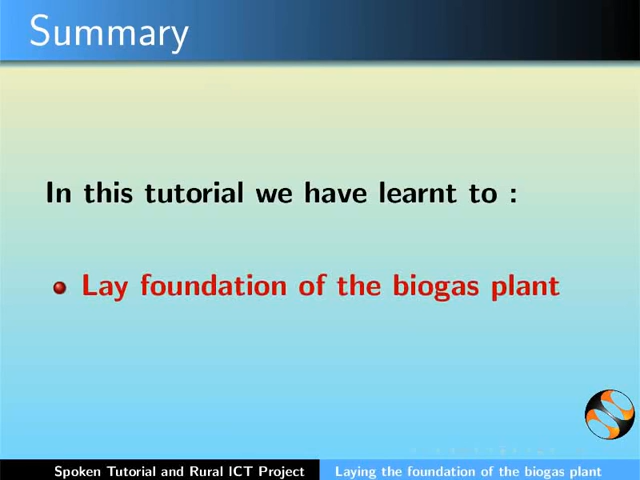 Summary
In this tutorial we have learnt to :
Lay foundation of the biogas plant
Spoken Tutorial and Rural ICT Project
Laying the foundation of the biogas plant